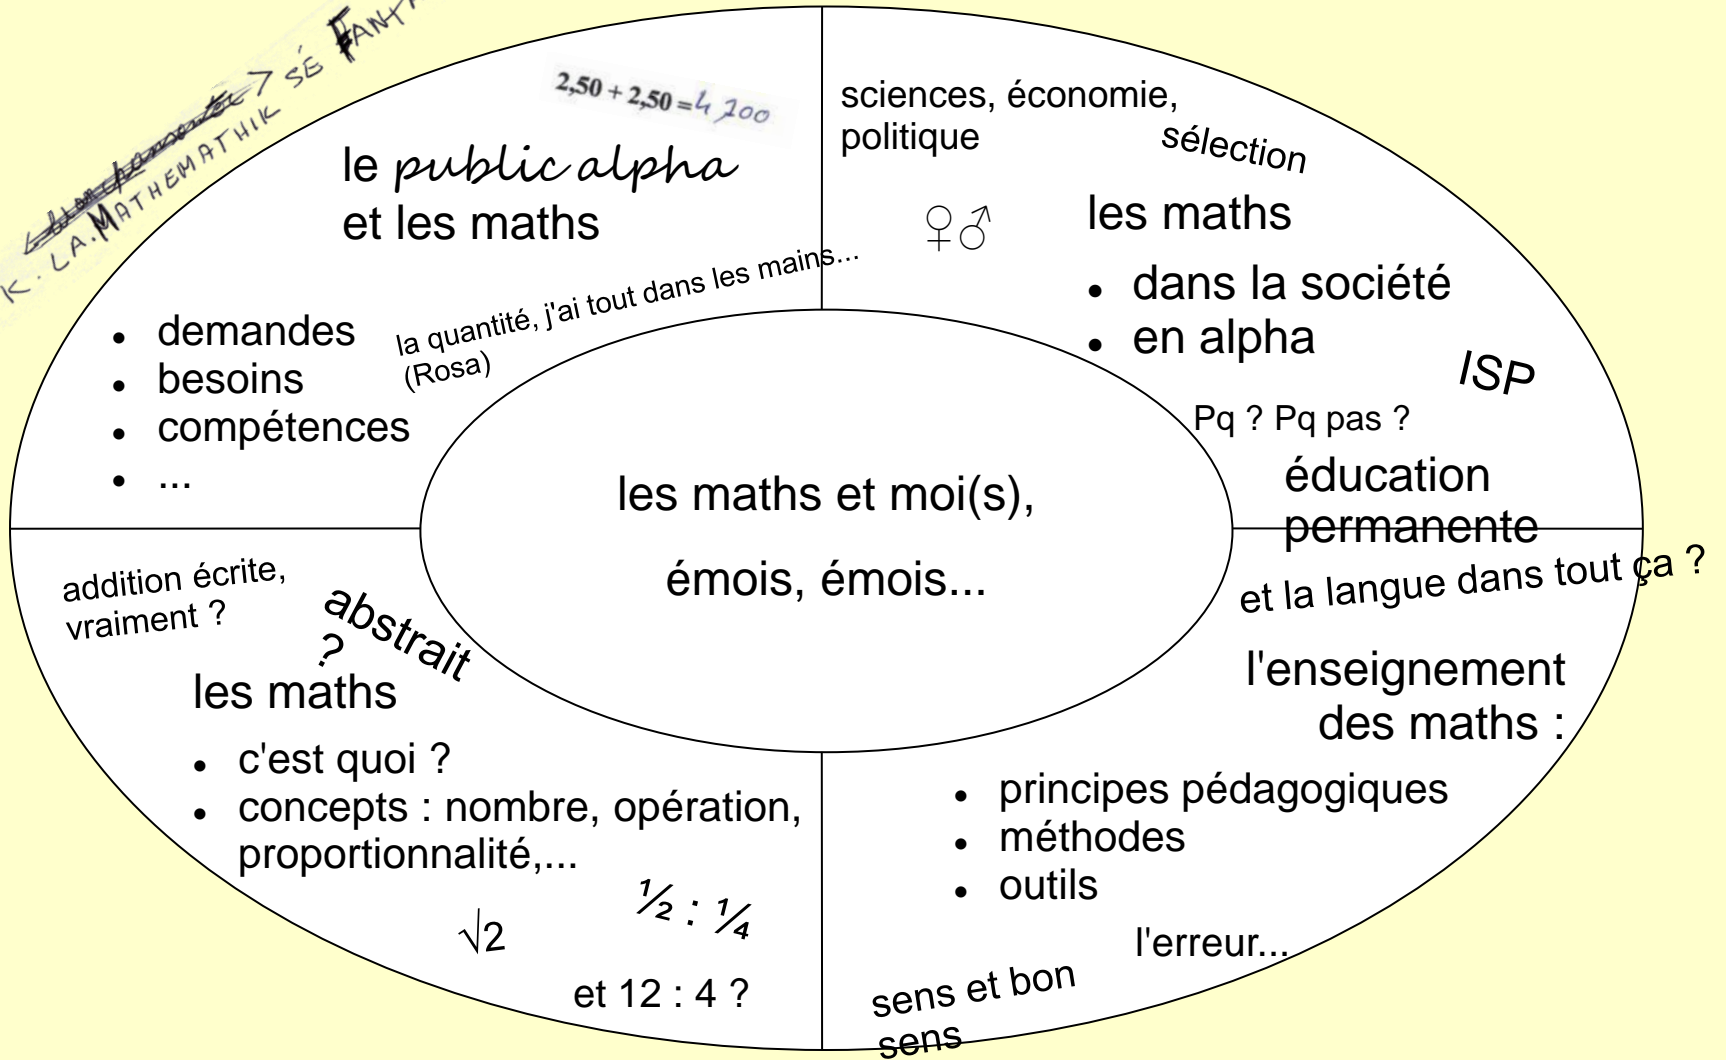 K. LA. MATHEMATHIK SÉ
2,50 + 2,50 = 4,100
le public alpha
et les maths
la quantité, j'ai tout dans les mains...
(Rosa)
• demandes
• besoins
• compétences
• ...
sciences, économie,
politique
sélection
♀♂
les maths
• dans la société
• en alpha
ISP
Pq ? Pq pas ?
éducation
permanente
les maths et moi(s),
émois, émois...
addition écrite,
vraiment ?
abstrait
?
les maths
• c'est quoi ?
• concepts : nombre, opération,
proportionnalité,...
√2
½ : ¼
et 12 : 4 ?
et la langue dans tout ça ?
l'enseignement
des maths :
• principes pédagogiques
• méthodes
• outils
l'erreur...
sens et bon
sens